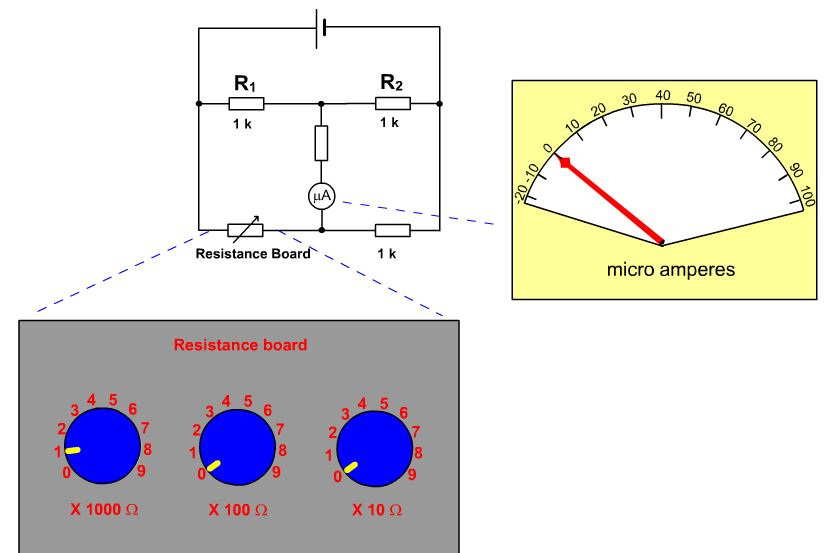 R1
R2
1 k
1 k
µA
Resistance Board
1 k
-20 -10 0 10 20 30 40 50 60 70 80 90 100
micro amperes
Resistance board
0 1 2 3 4 5 6 7 8 9
0 1 2 3 4 5 6 7 8 9
0 1 2 3 4 5 6 7 8 9
X 1000 Ω
X 100 Ω
X 10 Ω